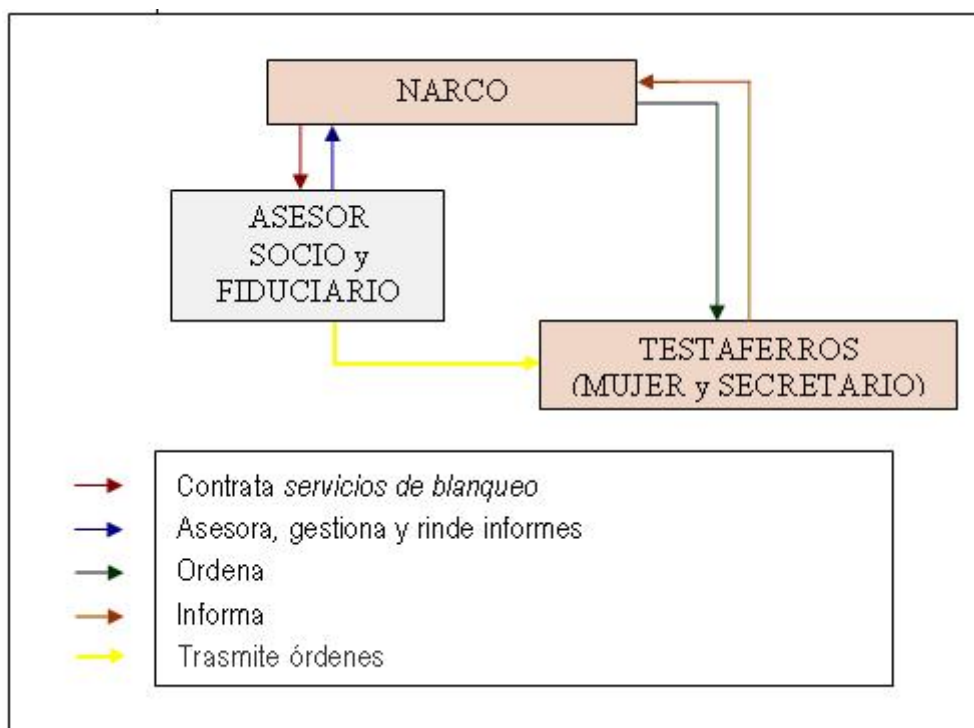 NARCO
ASESOR
SOCIO y
FIDUCIARIO
TESTAFERROS
(MUJER y SECRETARIO)
Contrata servicios de blanqueo
Asesora, gestiona y rinde informes
Ordena
Informa
Trasmite órdenes